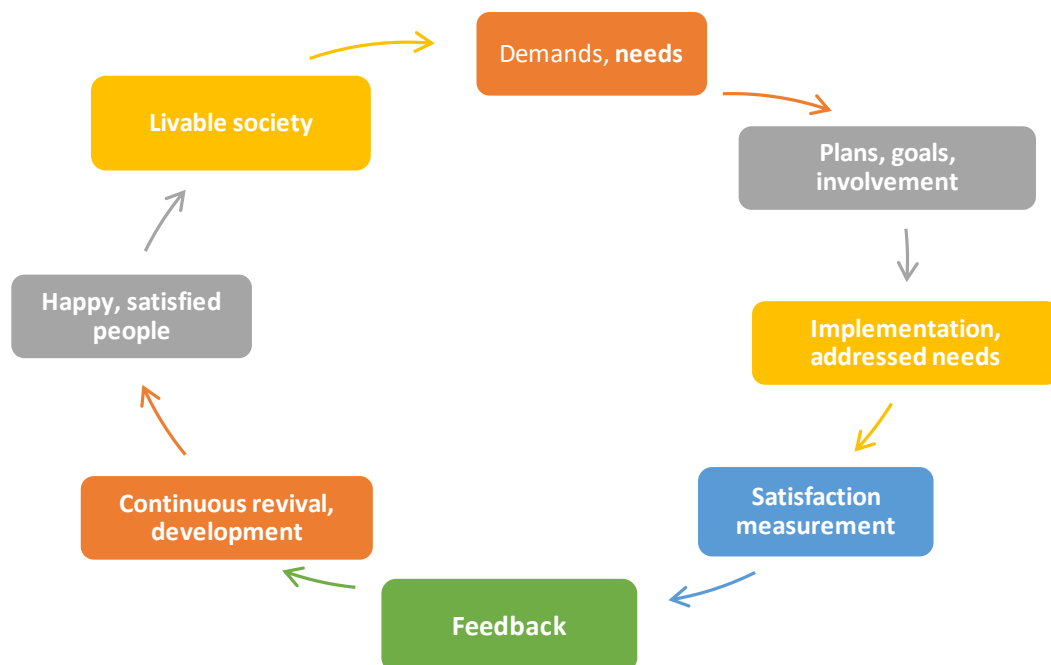 Demands, needs
Plans, goals,
involvement
Implementation,
addressed needs
Satisfaction
measurement
Feedback
Continuous revival,
development
Happy, satisfied
people
Livable society